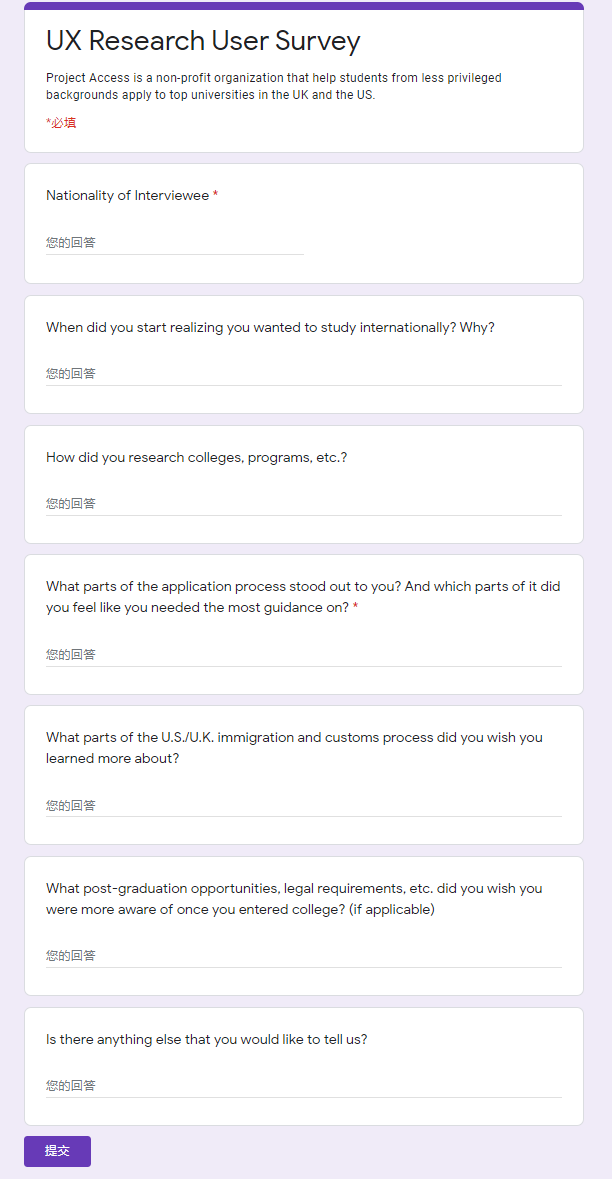 UX Research User Survey
Project Access is a non-profit organization that help students from less privileged
backgrounds apply to top universities in the UK and the US.
*必填
Nationality of Interviewee *
您的回答
When did you start realizing you wanted to study internationally? Why?
您的回答
How did you research colleges, programs, etc.?
您的回答
What parts of the application process stood out to you? And which parts of it did
you feel like you needed the most guidance on? *
您的回答
What parts of the U.S./U.K. immigration and customs process did you wish you
learned more about?
您的回答
What post-graduation opportunities, legal requirements, etc. did you wish you
were more aware of once you entered college? (if applicable)
您的回答
Is there anything else that you would like to tell us?
您的回答
提交